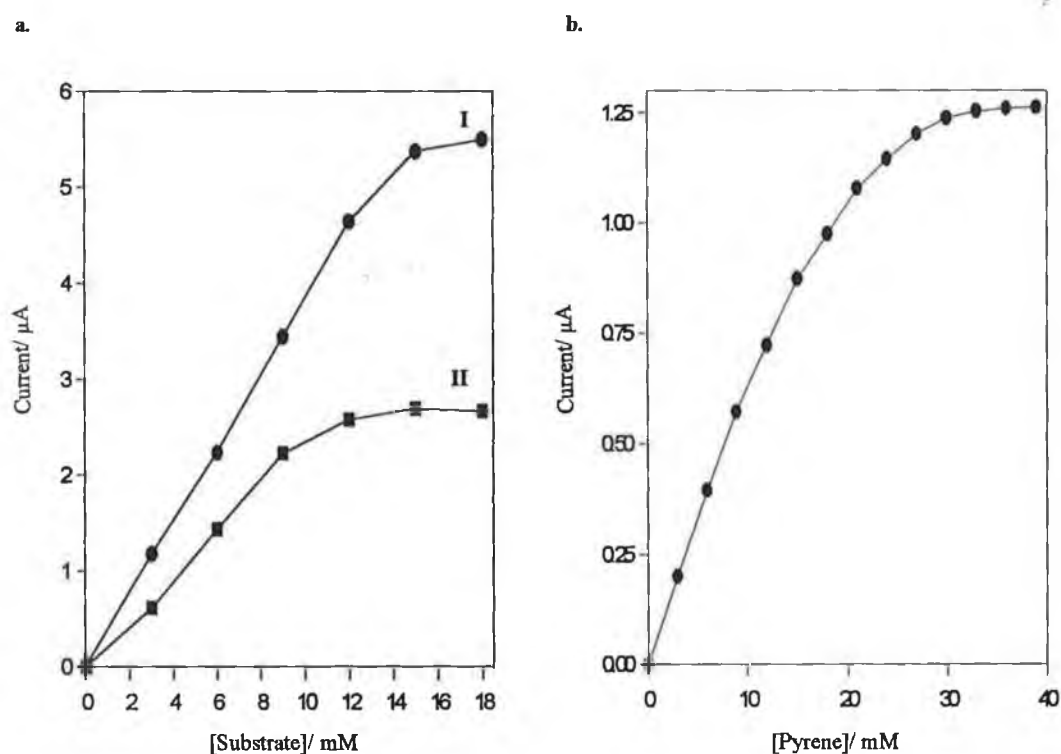 a.
b.
6
5
4
3
2
1
0
I
II
Current/ µA
0 2 4 6 8 10 12 14 16 18
[Substrate]/ mM
1.25
1.00
0.75
0.50
0.25
0.00
Current/ µA
0 10 20 30 40
[Pyrene]/ mM